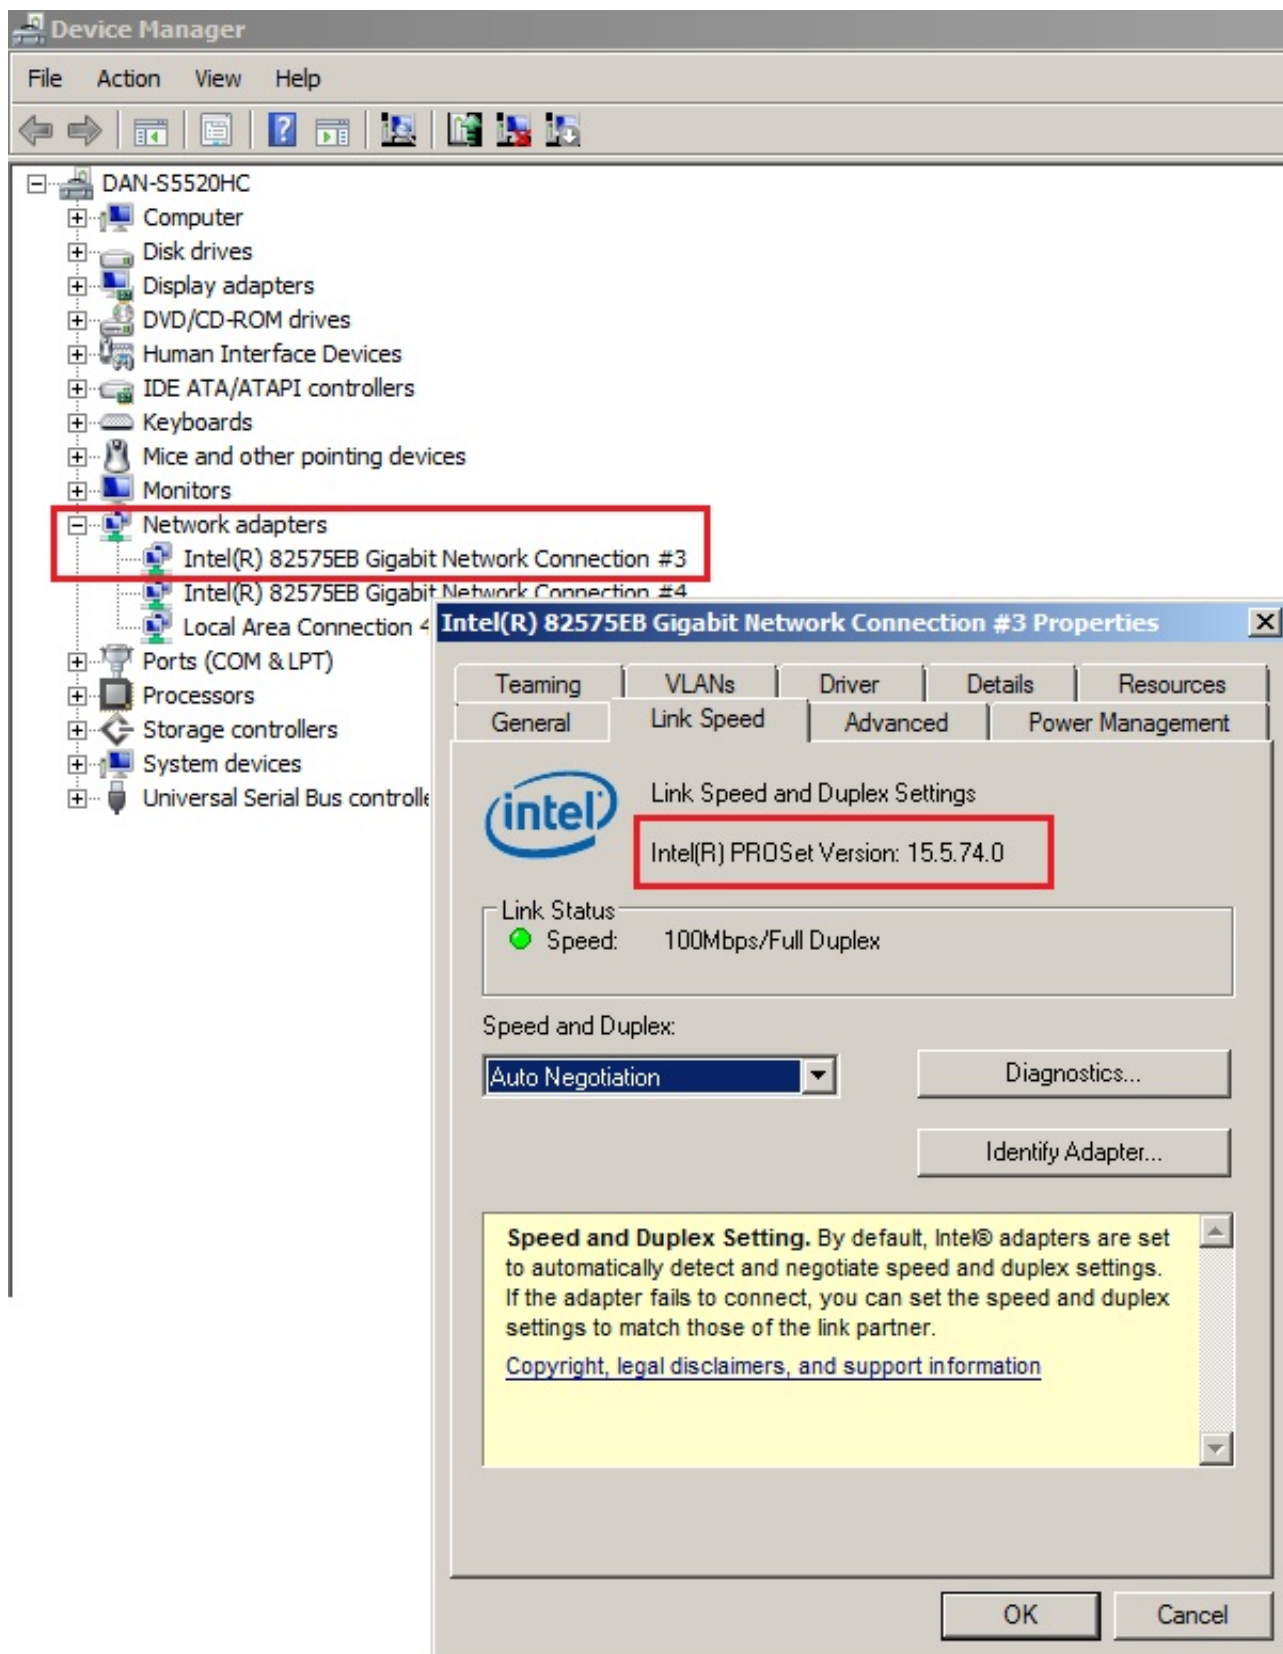 Device Manager
File Action View Help
DAN-S5520HC
Computer
Disk drives
Display adapters
DVD/CD-ROM drives
Human Interface Devices
IDE ATA/ATAPI controllers
Keyboards
Mice and other pointing devices
Monitors
Network adapters
Intel(R) 82575EB Gigabit Network Connection #3
Intel(R) 82575EB Gigabit Network Connection #4
Local Area Connection 4
Ports (COM & LPT)
Processors
Storage controllers
System devices
Universal Serial Bus controlle
Intel(R) 82575EB Gigabit Network Connection #3 Properties
Teaming VLANs Driver Details Resources
General Link Speed Advanced Power Management
intel
Link Speed and Duplex Settings
Intel(R) PROSet Version: 15.5.74.0
Link Status
Speed: 100Mbps/Full Duplex
Speed and Duplex:
Auto Negotiation
Diagnostics...
Identify Adapter...
Speed and Duplex Setting. By default, Intel® adapters are set
to automatically detect and negotiate speed and duplex settings.
If the adapter fails to connect, you can set the speed and duplex
settings to match those of the link partner.
Copyright, legal disclaimers, and support information
OK Cancel